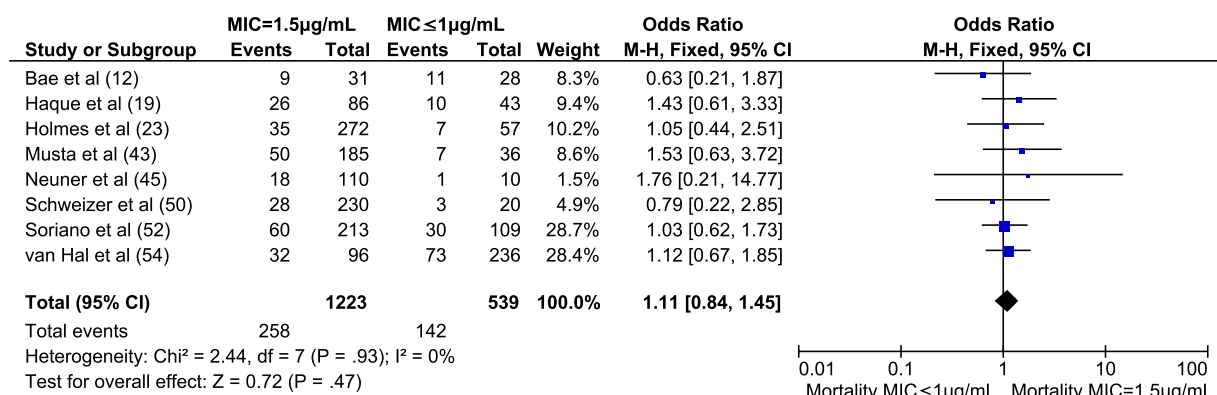 MIC=1.5µg/mL MIC≤1µg/mL Odds Ratio Odds Ratio
Study or Subgroup Events Total Events Total Weight M-H, Fixed, 95% CI M-H, Fixed, 95% CI
Bae et al (12) 9 31 11 28 8.3% 0.63 [0.21, 1.87]
Haque et al (19) 26 86 10 43 9.4% 1.43 [0.61, 3.33]
Holmes et al (23) 35 272 7 57 10.2% 1.05 [0.44, 2.51]
Musta et al (43) 50 185 7 36 8.6% 1.53 [0.63, 3.72]
Neuner et al (45) 18 110 1 10 1.5% 1.76 [0.21, 14.77]
Schweizer et al (50) 28 230 3 20 4.9% 0.79 [0.22, 2.85]
Soriano et al (52) 60 213 30 109 28.7% 1.03 [0.62, 1.73]
van Hal et al (54) 32 96 73 236 28.4% 1.12 [0.67, 1.85]
Total (95% CI) 1223 539 100.0% 1.11 [0.84, 1.45]
Total events 258 142
Heterogeneity: Chi² = 2.44, df = 7 (P = .93); I² = 0%
Test for overall effect: Z = 0.72 (P = .47)
0.01 0.1 1 10 100
Mortality MIC≤1µg/mL Mortality MIC=1.5µg/mL